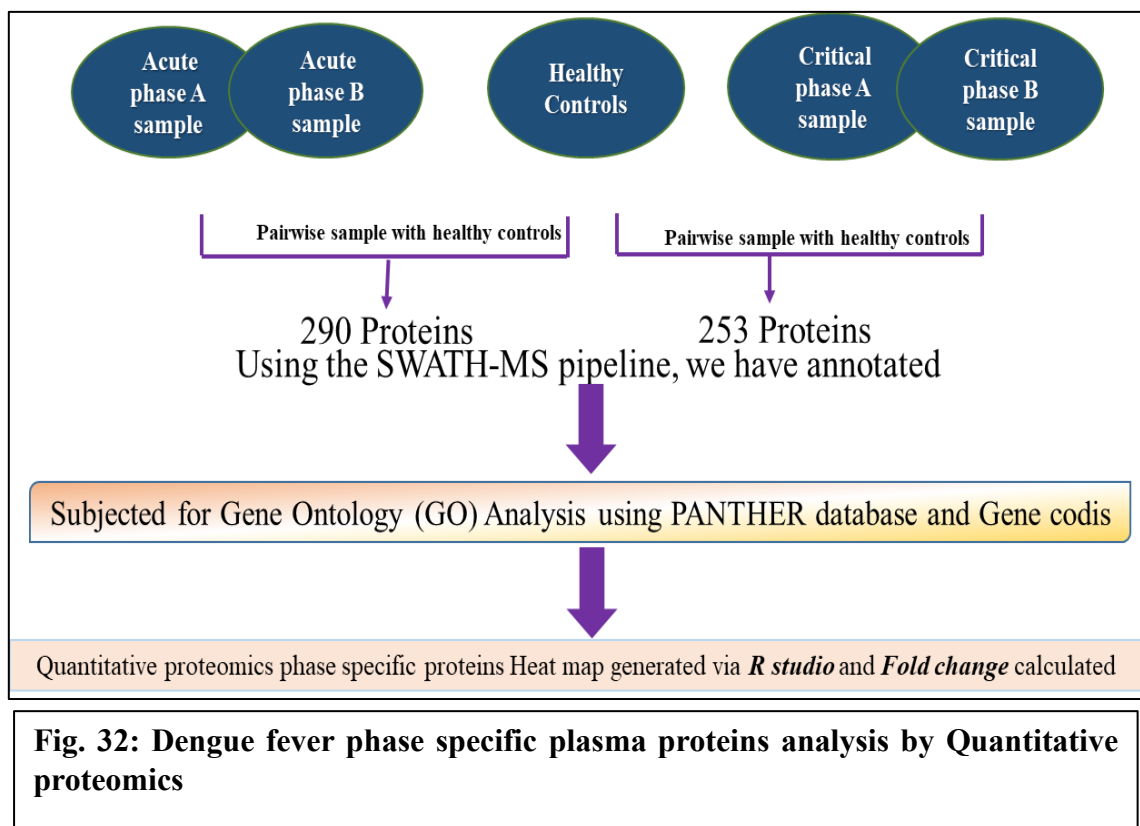 Acute
phase A
sample
Acute
phase B
sample
Healthy
Controls
Critical
phase A
sample
Critical
phase B
sample
Pairwise sample with healthy controls
Pairwise sample with healthy controls
290 Proteins
253 Proteins
Using the SWATH-MS pipeline, we have annotated
Subjected for Gene Ontology (GO) Analysis using PANTHER database and Gene codis
Quantitative proteomics phase specific proteins Heat map generated via R studio and Fold change calculated
Fig. 32: Dengue fever phase specific plasma proteins analysis by Quantitative
proteomics